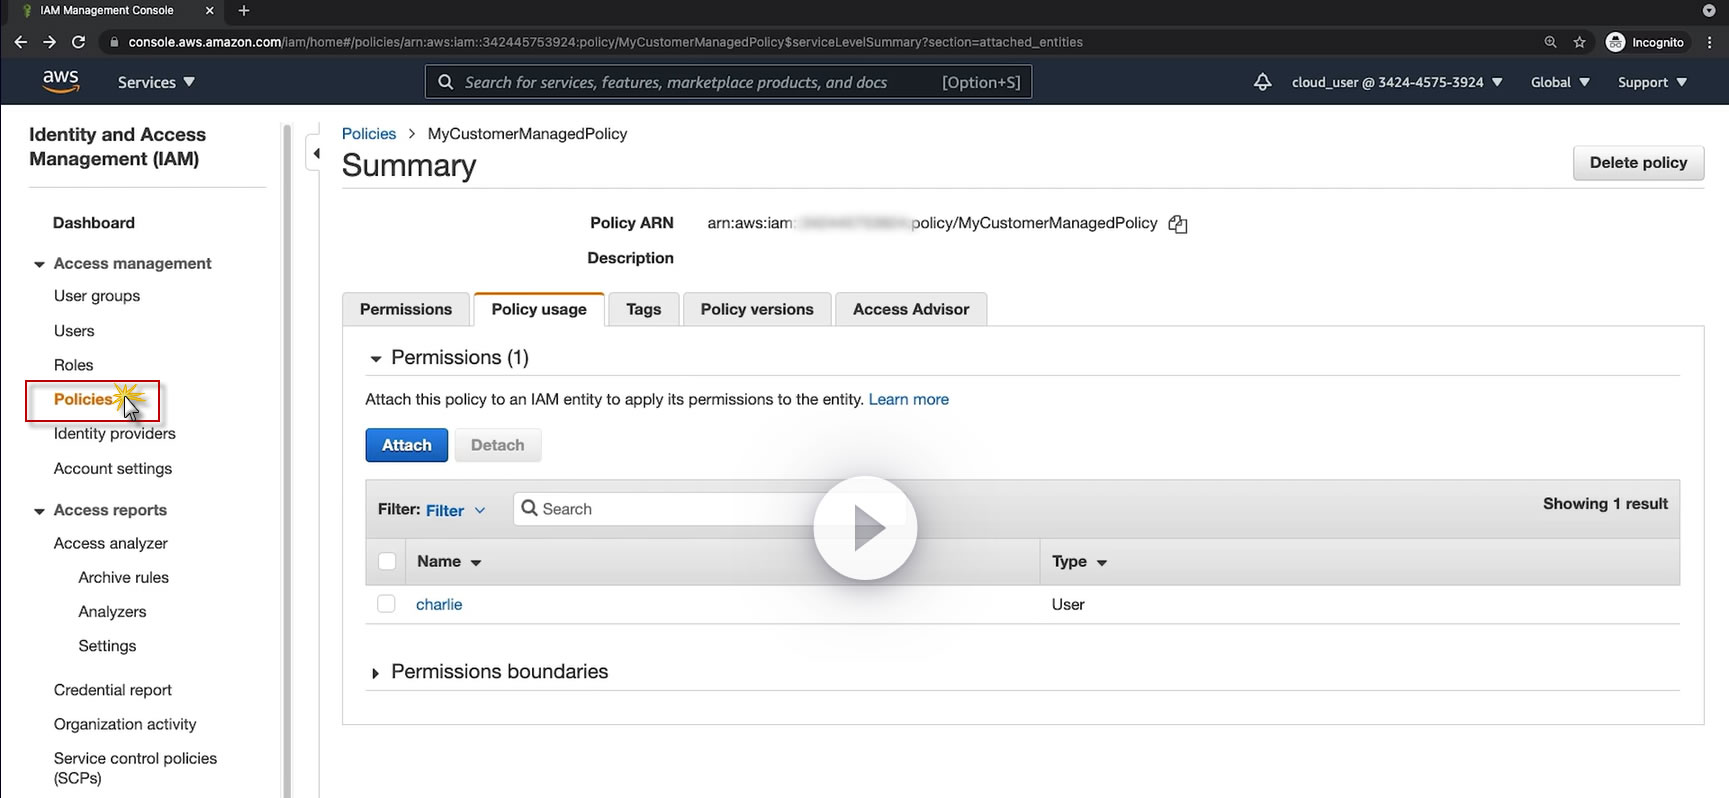 IAM Management Console
console.aws.amazon.com/iam/home#/policies/arn:aws:iam::342445753924:policy/MyCustomerManagedPolicy$serviceLevelSummary?section=attached_entities
Incognito
aws
Services
Search for services, features, marketplace products, and docs
[Option+S]
cloud_user @ 3424-4575-3924
Global
Support
Identity and Access
Management (IAM)
Dashboard
Access management
User groups
Users
Roles
Policies
Identity providers
Account settings
Access reports
Access analyzer
Archive rules
Analyzers
Settings
Credential report
Organization activity
Service control policies
(SCPs)
Policies > MyCustomerManagedPolicy
Summary
Delete policy
Policy ARN arn:aws:iam: policy/MyCustomerManagedPolicy
Description
Permissions
Policy usage
Tags
Policy versions
Access Advisor
Permissions (1)
Attach this policy to an IAM entity to apply its permissions to the entity. Learn more
Attach
Detach
Filter: Filter
Search
Showing 1 result
Name
Type
charlie
User
Permissions boundaries